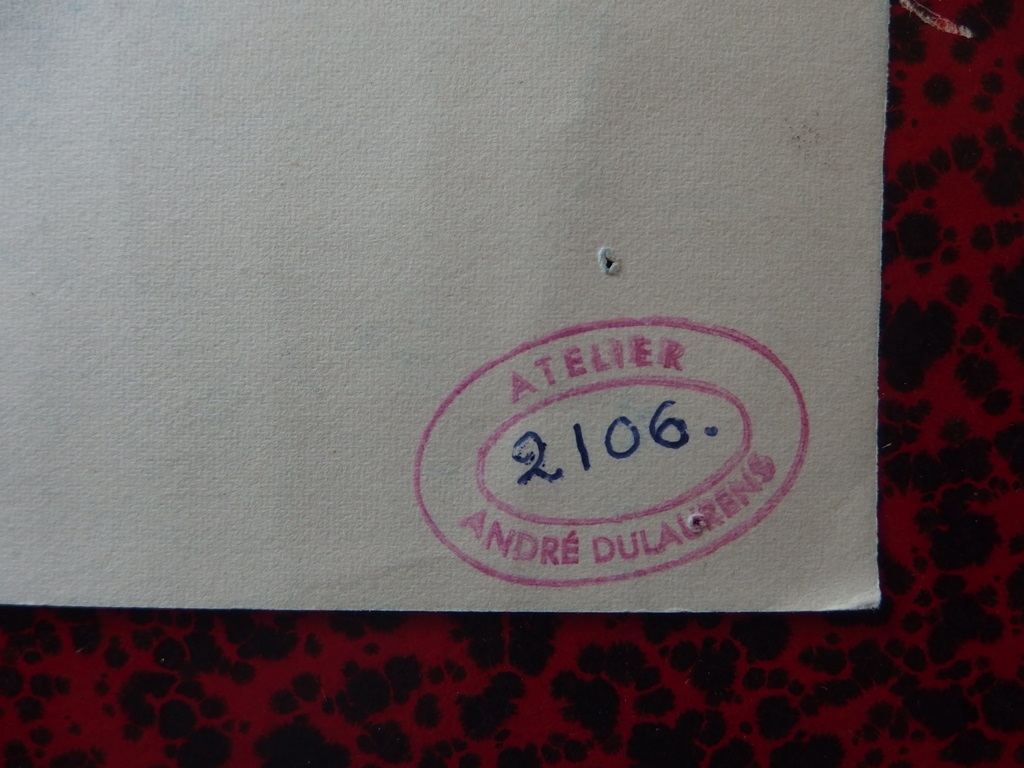 ATELIER
2106.
ANDRÉ DULAURENS